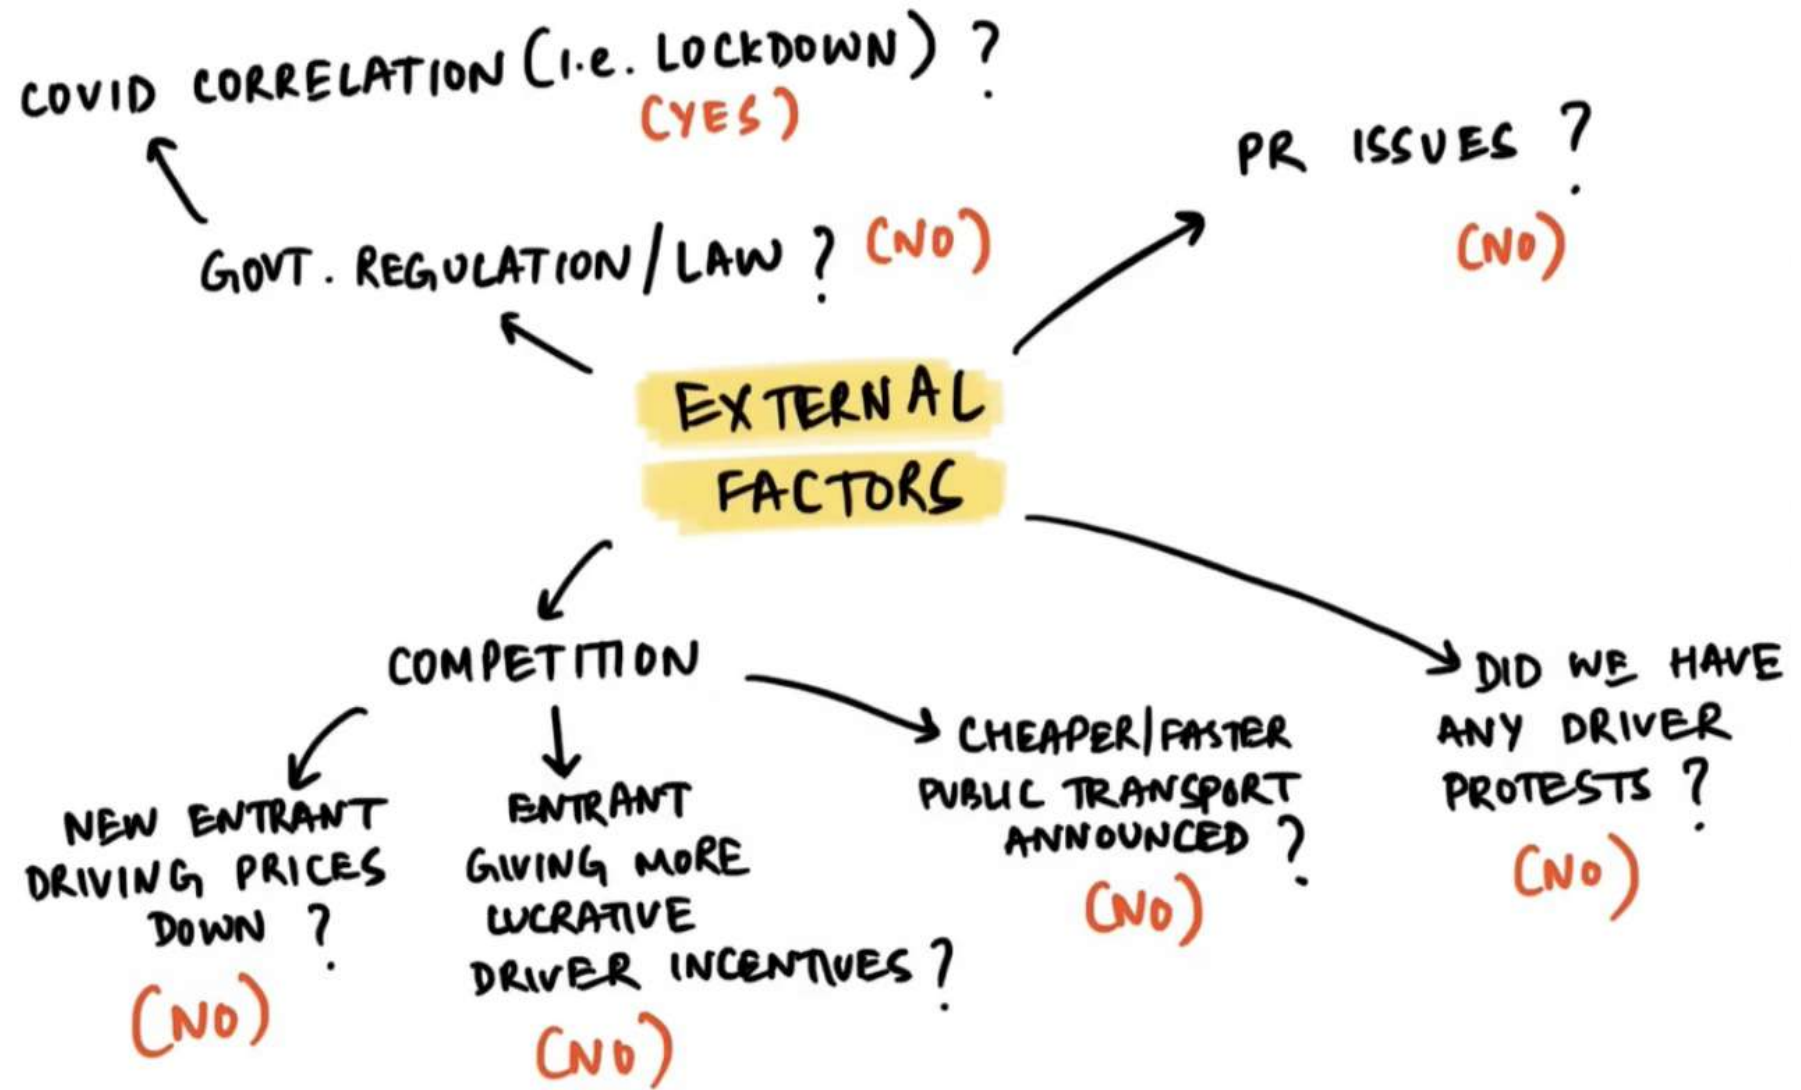 COVID CORRELATION (i.e. LOCKDOWN) ?
(YES)
PR ISSUES ?
(NO)
GOVT. REGULATION/LAW ? (NO)
EXTERNAL
FACTORS
COMPETITION
NEW ENTRANT
DRIVING PRICES
DOWN ?
(NO)
ENTRANT
GIVING MORE
LUCRATIVE
DRIVER INCENTIVES ?
(NO)
CHEAPER/FASTER
PUBLIC TRANSPORT
ANNOUNCED ?
(NO)
DID WE HAVE
ANY DRIVER
PROTESTS ?
(NO)